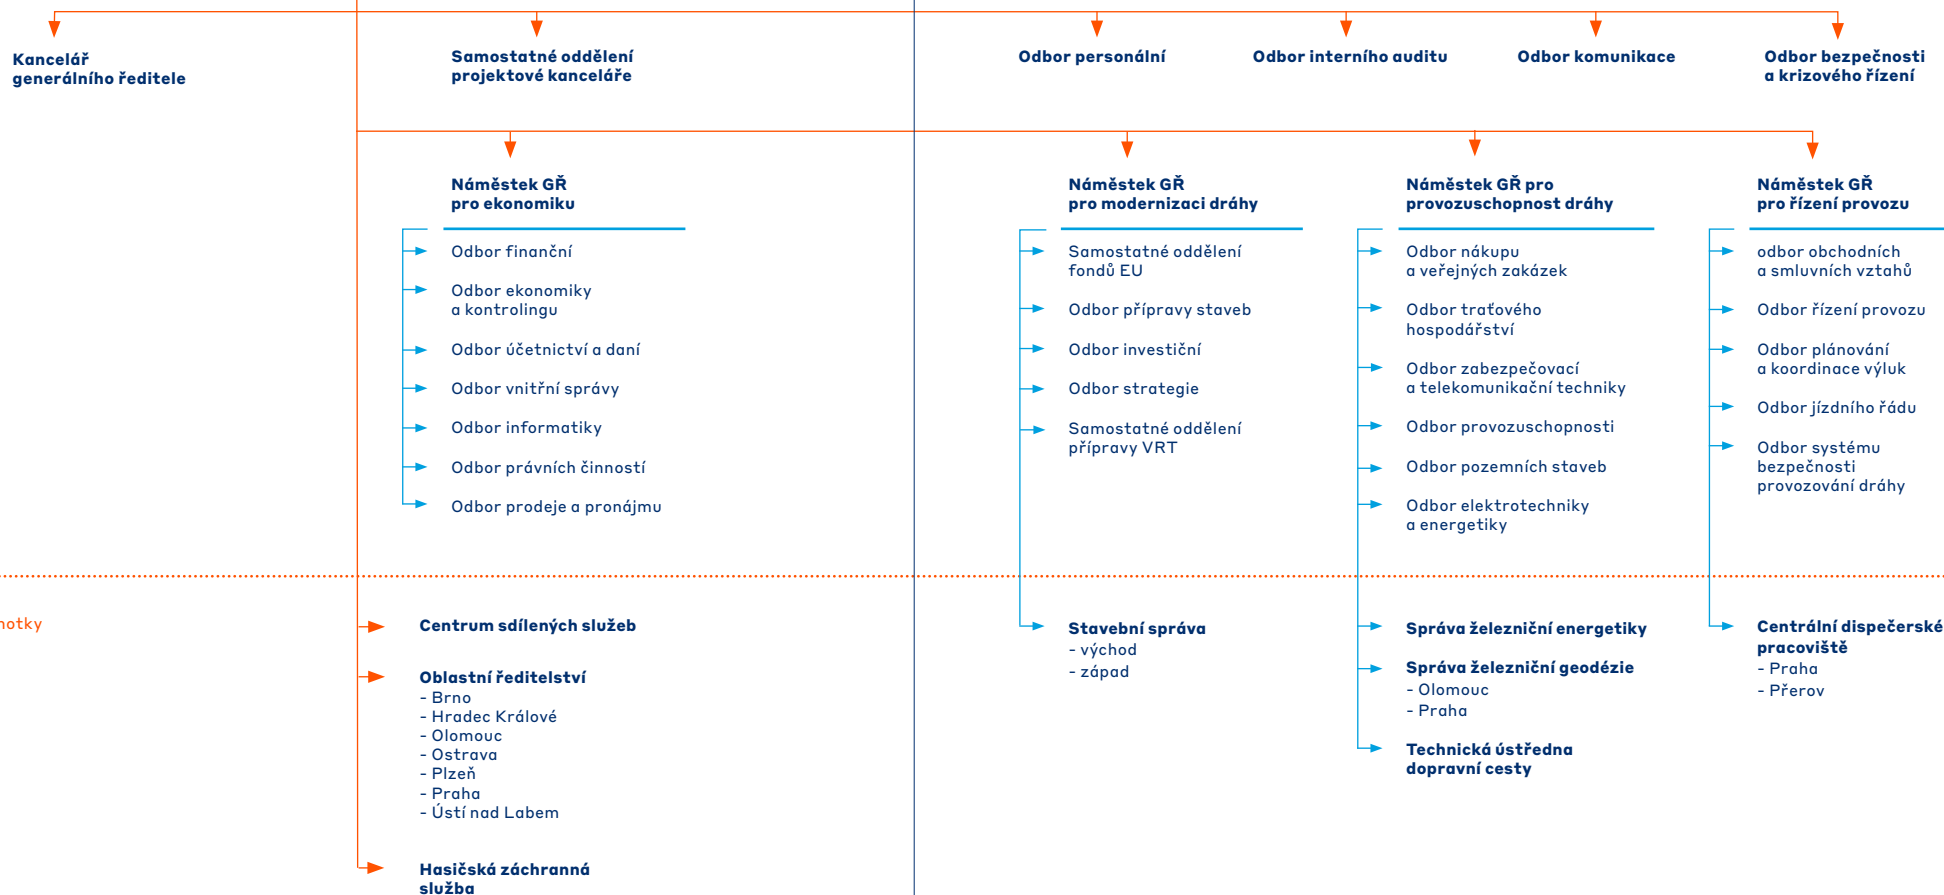 Kancelář
generálního ředitele
Samostatné oddělení
projektové kanceláře
Odbor personální
Odbor interního auditu
Odbor komunikace
Odbor bezpečnosti
a krizového řízení
Náměstek GŘ
pro ekonomiku
Odbor finanční
Odbor ekonomiky
a kontrolingu
Odbor účetnictví a daní
Odbor vnitřní správy
Odbor informatiky
Odbor právních činností
Odbor prodeje a pronájmu
Náměstek GŘ
pro modernizaci dráhy
Samostatné oddělení
fondů EU
Odbor přípravy staveb
Odbor investiční
Odbor strategie
Samostatné oddělení
přípravy VRT
Náměstek GŘ pro
provozuschopnost dráhy
Odbor nákupu
a veřejných zakázek
Odbor traťového
hospodářství
Odbor zabezpečovací
a telekomunikační techniky
Odbor provozuschopnosti
Odbor pozemních staveb
Odbor elektrotechniky
a energetiky
Náměstek GŘ
pro řízení provozu
odbor obchodních
a smluvních vztahů
Odbor řízení provozu
Odbor plánování
a koordinace výluk
Odbor jízdního řádu
Odbor systému
bezpečnosti
provozování dráhy
notky
Centrum sdílených služeb
Oblastní ředitelství
- Brno
- Hradec Králové
- Olomouc
- Ostrava
- Plzeň
- Praha
- Ústí nad Labem
Hasičská záchranná
služba
Stavební správa
- východ
- západ
Správa železniční energetiky
Správa železniční geodézie
- Olomouc
- Praha
Technická ústředna
dopravní cesty
Centrální dispečerské
pracoviště
- Praha
- Přerov